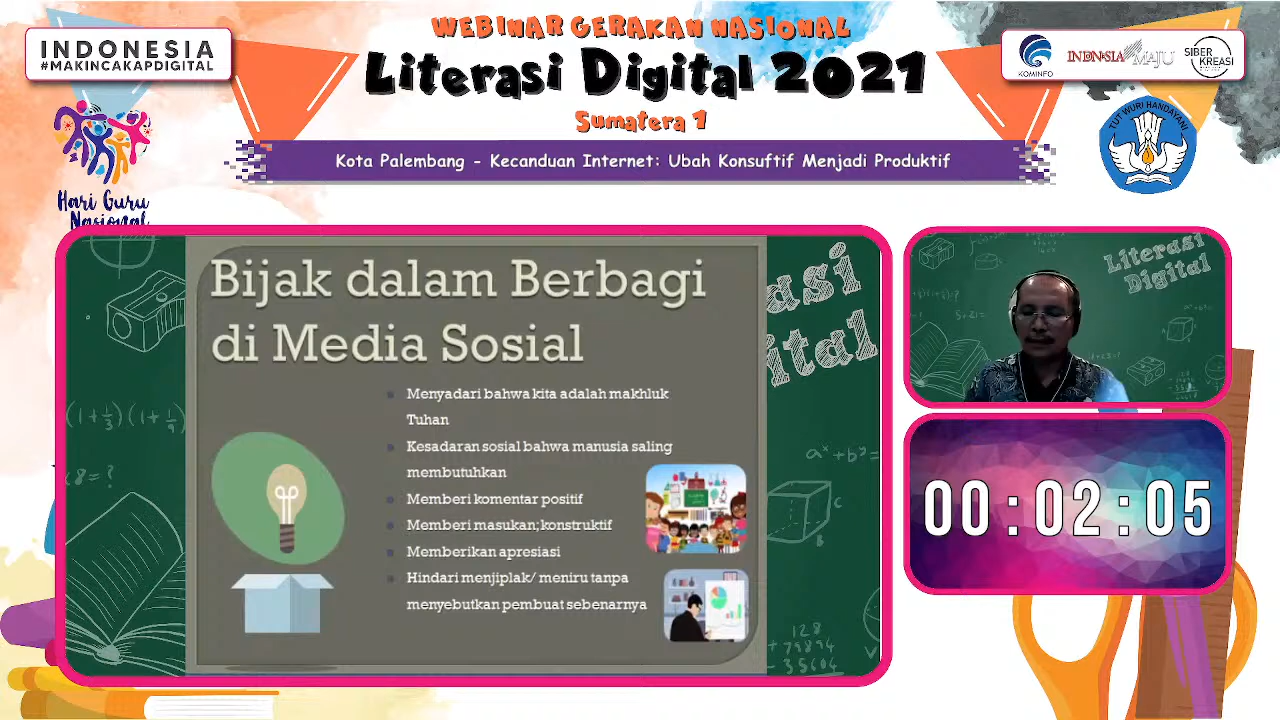 WEBINAR GERAKAN NASIONAL
Literasi Digital 2021
Sumatera 1
INDONESIA
#MAKINCAKAPDIGITAL
KOMINFO
INDONESIA MAJU
SIBER
KREASI
TUT WURI HANDAYANI
Kota Palembang - Kecanduan Internet: Ubah Konsuftif Menjadi Produktif
Hari Guru
Nasional
Bijak dalam Berbagi
di Media Sosial
Menyadari bahwa kita adalah makhluk
Tuhan
Kesadaran sosial bahwa manusia saling
membutuhkan
Memberi komentar positif
Memberi masukan; konstruktif
Memberikan apresiasi
Hindari menjiplak/ meniru tanpa
menyebutkan pembuat sebenarnya
asi
ital
Literasi
Digital
00:02:05